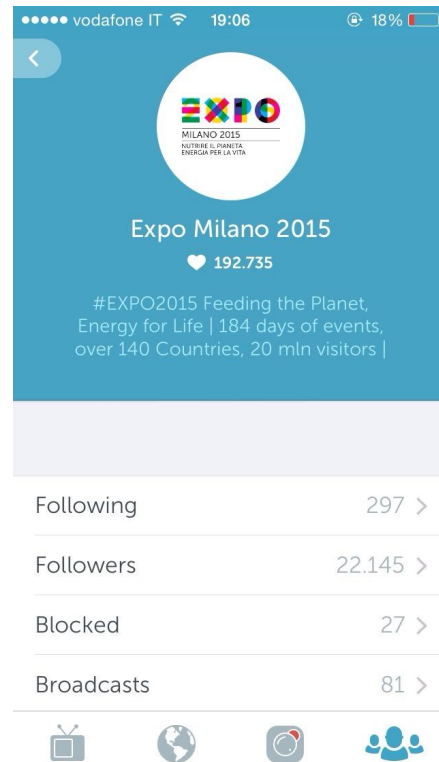 vodafone IT 19:06 18%
EXPO
MILANO 2015
NUTRIRE IL PIANETA
ENERGIA PER LA VITA
Expo Milano 2015
192.735
#EXPO2015 Feeding the Planet,
Energy for Life | 184 days of events,
over 140 Countries, 20 mln visitors |
Following 297
Followers 22.145
Blocked 27
Broadcasts 81